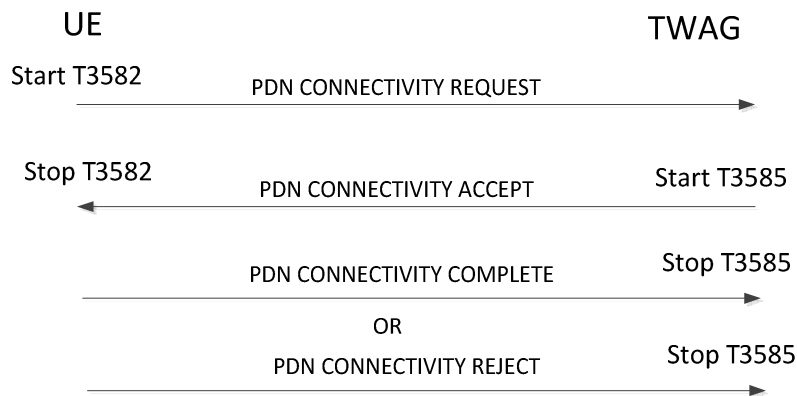 UE
TWAG
Start T3582
PDN CONNECTIVITY REQUEST
Stop T3582
PDN CONNECTIVITY ACCEPT
Start T3585
PDN CONNECTIVITY COMPLETE
Stop T3585
OR
PDN CONNECTIVITY REJECT
Stop T3585